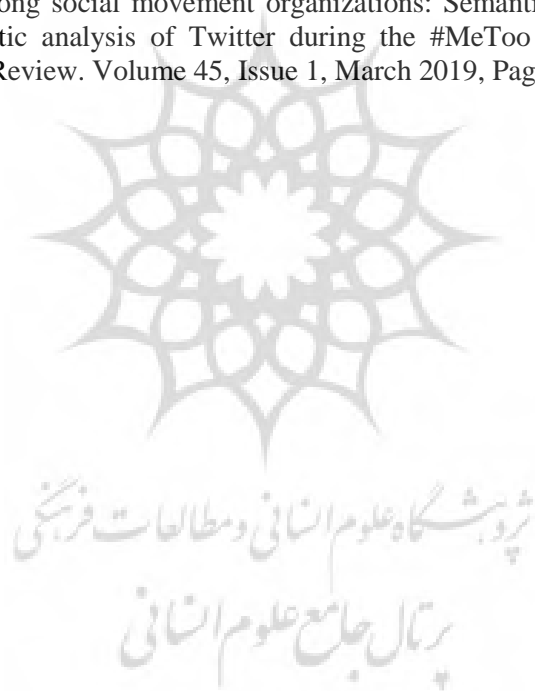 ong social movement organizations: Semanti
tic analysis of Twitter during the #MeToo
Review. Volume 45, Issue 1, March 2019, Pag
پژوهشگاه علوم انسانی و مطالعات فرهنگی
پرتال جامع علوم انسانی